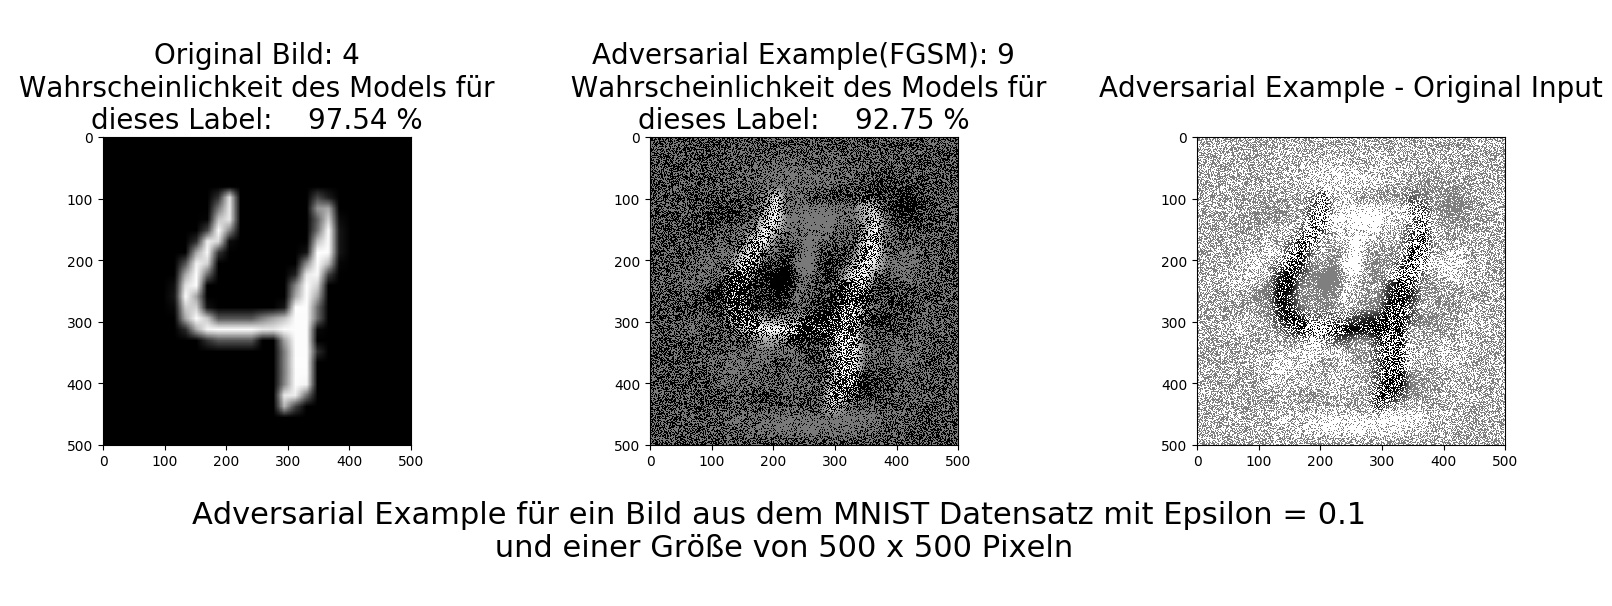 Original Bild: 4
Wahrscheinlichkeit des Models für
dieses Label: 97.54 %
0
100
200
300
400
500
0 100 200 300 400 500
Adversarial Example(FGSM): 9
Wahrscheinlichkeit des Models für
dieses Label: 92.75 %
0
100
200
300
400
500
0 100 200 300 400 500
Adversarial Example - Original Input
0
100
200
300
400
500
0 100 200 300 400 500
4
Adversarial Example für ein Bild aus dem MNIST Datensatz mit Epsilon = 0.1
und einer Größe von 500 x 500 Pixeln